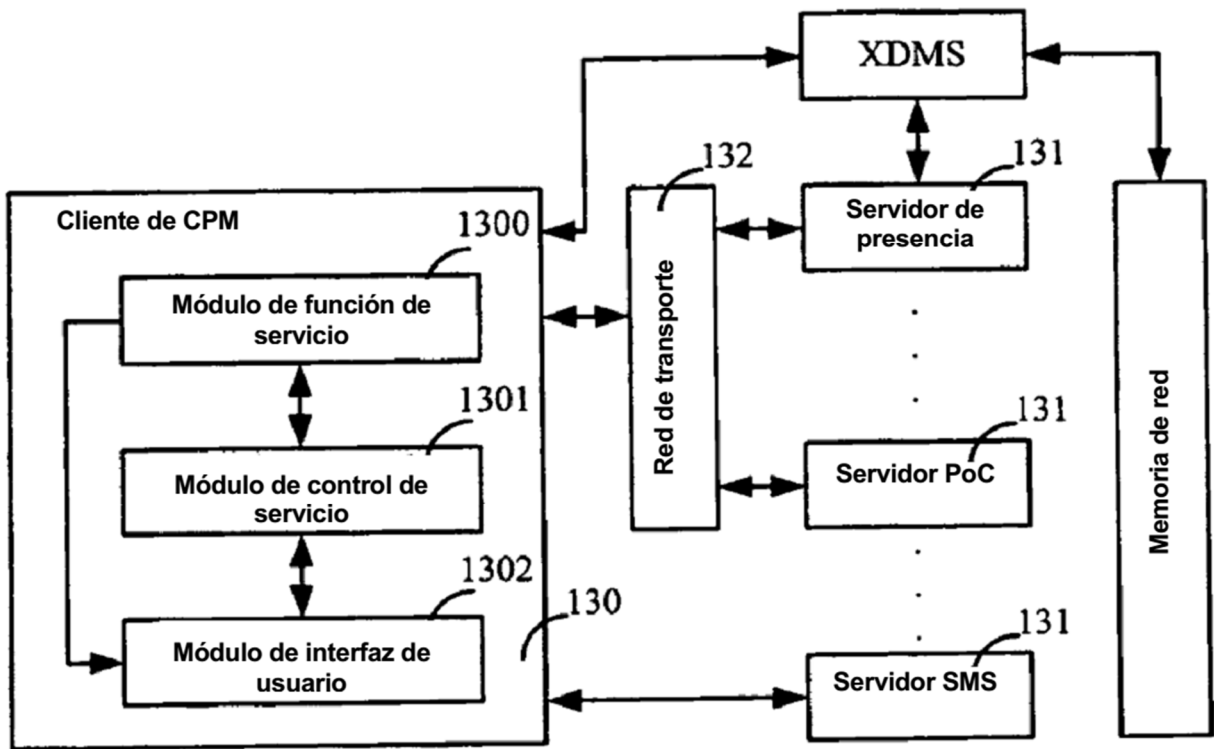 XDMS
132
131
Servidor de
presencia
Cliente de CPM
1300
Módulo de función de
servicio
Red de transporte
1301
131
Módulo de control de
servicio
Servidor PoC
Memoria de red
1302
130
131
Módulo de interfaz de
usuario
Servidor SMS